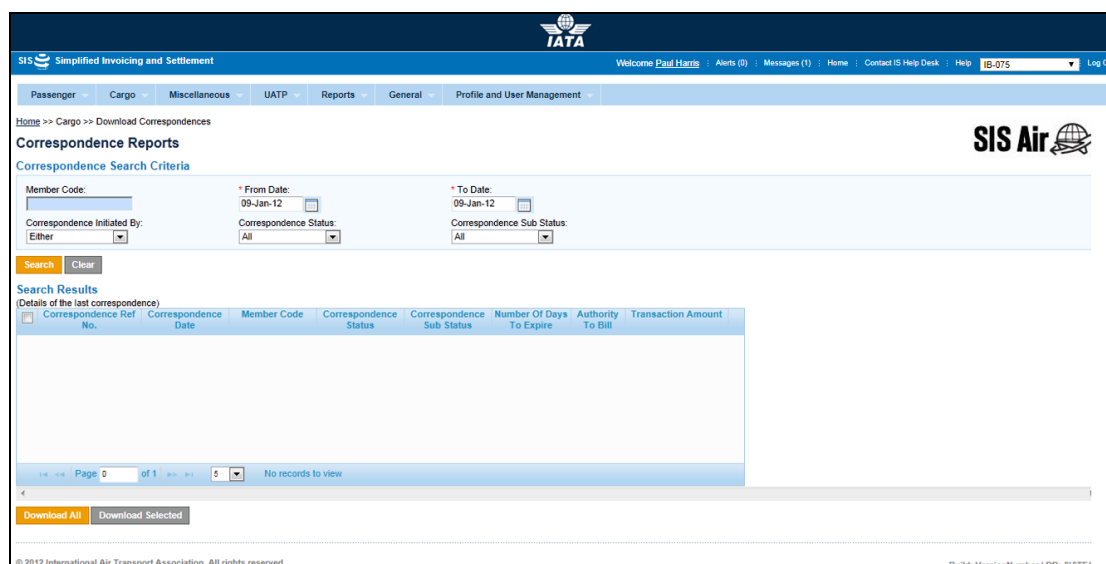 IATA
SIS Simplified Invoicing and Settlement
Welcome Paul Harris Alerts (0) Messages (1) Home Contact IS Help Desk Help IB-075 Log
Passenger Cargo Miscellaneous UATP Reports General Profile and User Management
Home >> Cargo >> Download Correspondences
Correspondence Reports
SIS Air
Correspondence Search Criteria
Member Code: * From Date: * To Date:
09-Jan-12 09-Jan-12
Correspondence Initiated By: Correspondence Status: Correspondence Sub Status:
Either All All
Search Clear
Search Results
(Details of the last correspondence)
Correspondence Ref Correspondence Member Code Correspondence Correspondence Number Of Days Authority Transaction Amount
No. Date Status Sub Status To Expire To Bill
Page 0 of 1 5 No records to view
Download All Download Selected
© 2012 International Air Transport Association. All rights reserved